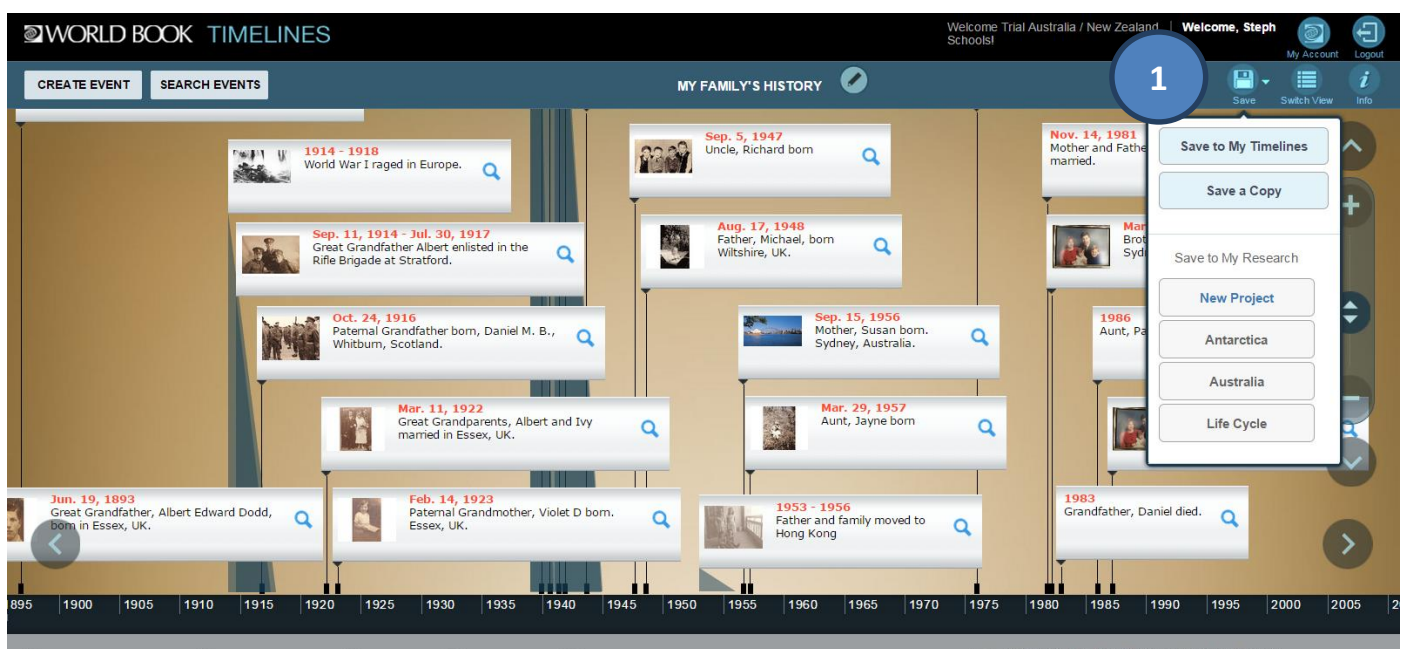 WORLD BOOK TIMELINES
Welcome Trial Australia / New Zealand
Schools!
Welcome, Steph
My Account
Logout
CREATE EVENT
SEARCH EVENTS
MY FAMILY'S HISTORY
1
Save
Switch View
Info
1914 - 1918
World War I raged in Europe.
Sep. 11, 1914 - Jul. 30, 1917
Great Grandfather Albert enlisted in the
Rifle Brigade at Stratford.
Oct. 24, 1916
Paternal Grandfather born, Daniel M. B.,
Whitburn, Scotland.
Mar. 11, 1922
Great Grandparents, Albert and Ivy
married in Essex, UK.
Jun. 19, 1893
Great Grandfather, Albert Edward Dodd,
born in Essex, UK.
Feb. 14, 1923
Paternal Grandmother, Violet D born.
Essex, UK.
Sep. 5, 1947
Uncle, Richard born
Aug. 17, 1948
Father, Michael, born
Wiltshire, UK.
Sep. 15, 1956
Mother, Susan born.
Sydney, Australia.
Mar. 29, 1957
Aunt, Jayne born
1953 - 1956
Father and family moved to
Hong Kong
Nov. 14, 1981
Mother and Fathe
married.
Mar
Brot
Syd
1986
Aunt, Pa
1983
Grandfather, Daniel died.
Save to My Timelines
Save a Copy
Save to My Research
New Project
Antarctica
Australia
Life Cycle
895 1900 1905 1910 1915 1920 1925 1930 1935 1940 1945 1950 1955 1960 1965 1970 1975 1980 1985 1990 1995 2000 2005 2